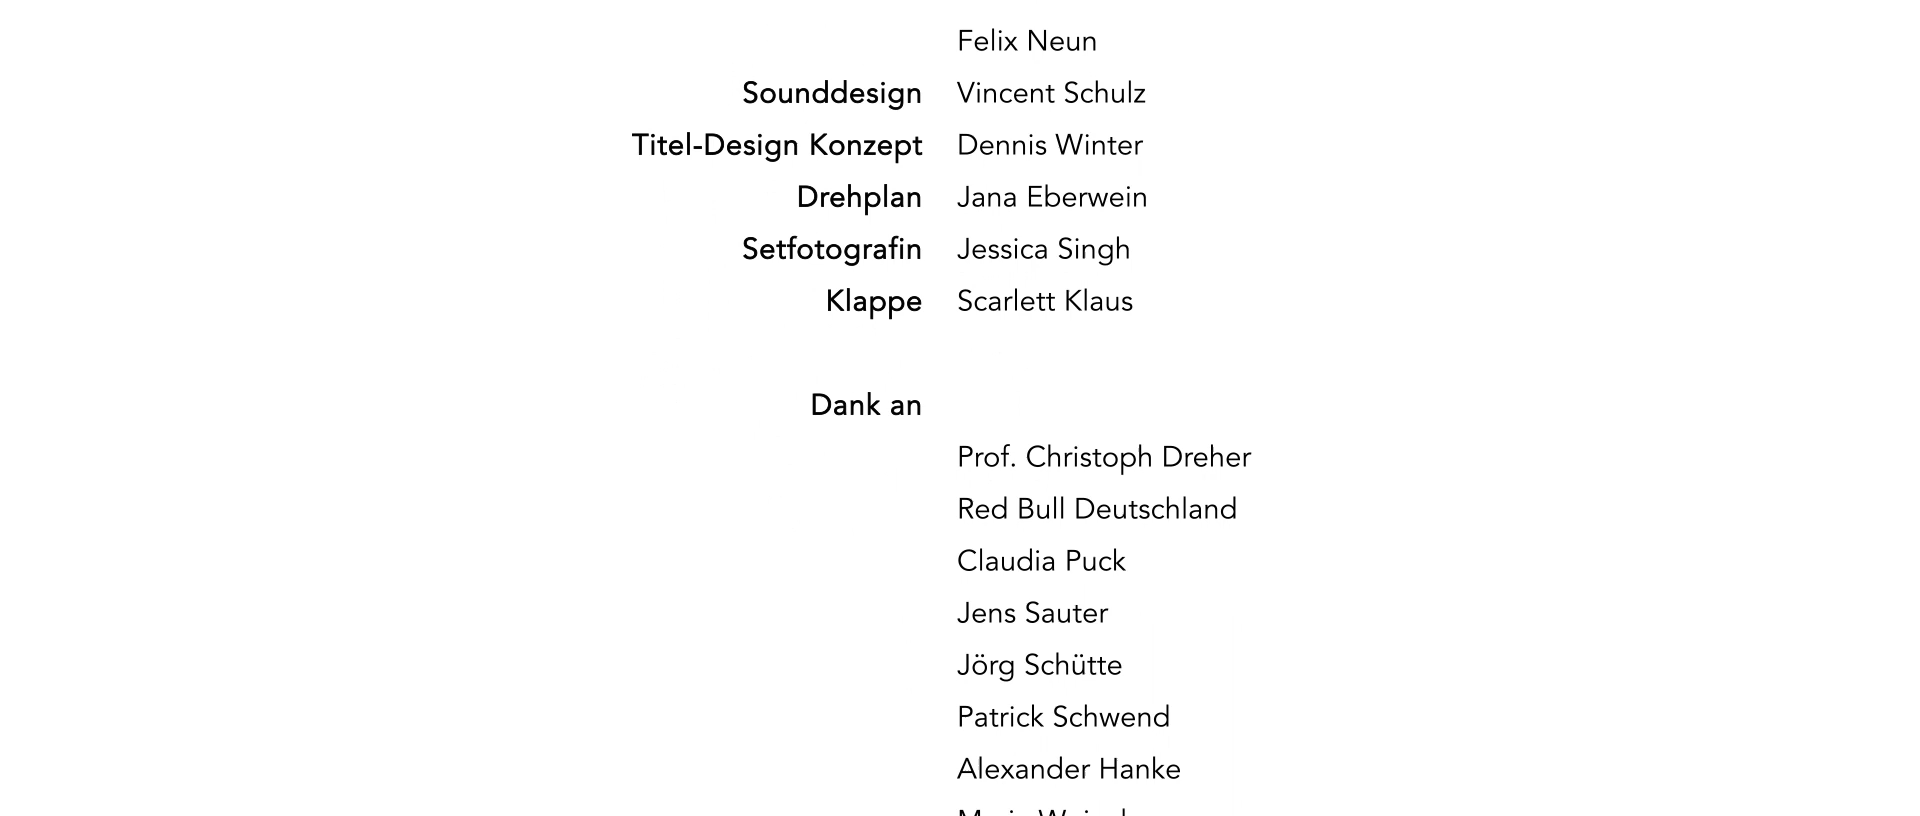 Felix Neun
Sounddesign Vincent Schulz
Titel-Design Konzept Dennis Winter
Drehplan Jana Eberwein
Setfotografin Jessica Singh
Klappe Scarlett Klaus
Dank an
Prof. Christoph Dreher
Red Bull Deutschland
Claudia Puck
Jens Sauter
Jörg Schütte
Patrick Schwend
Alexander Hanke